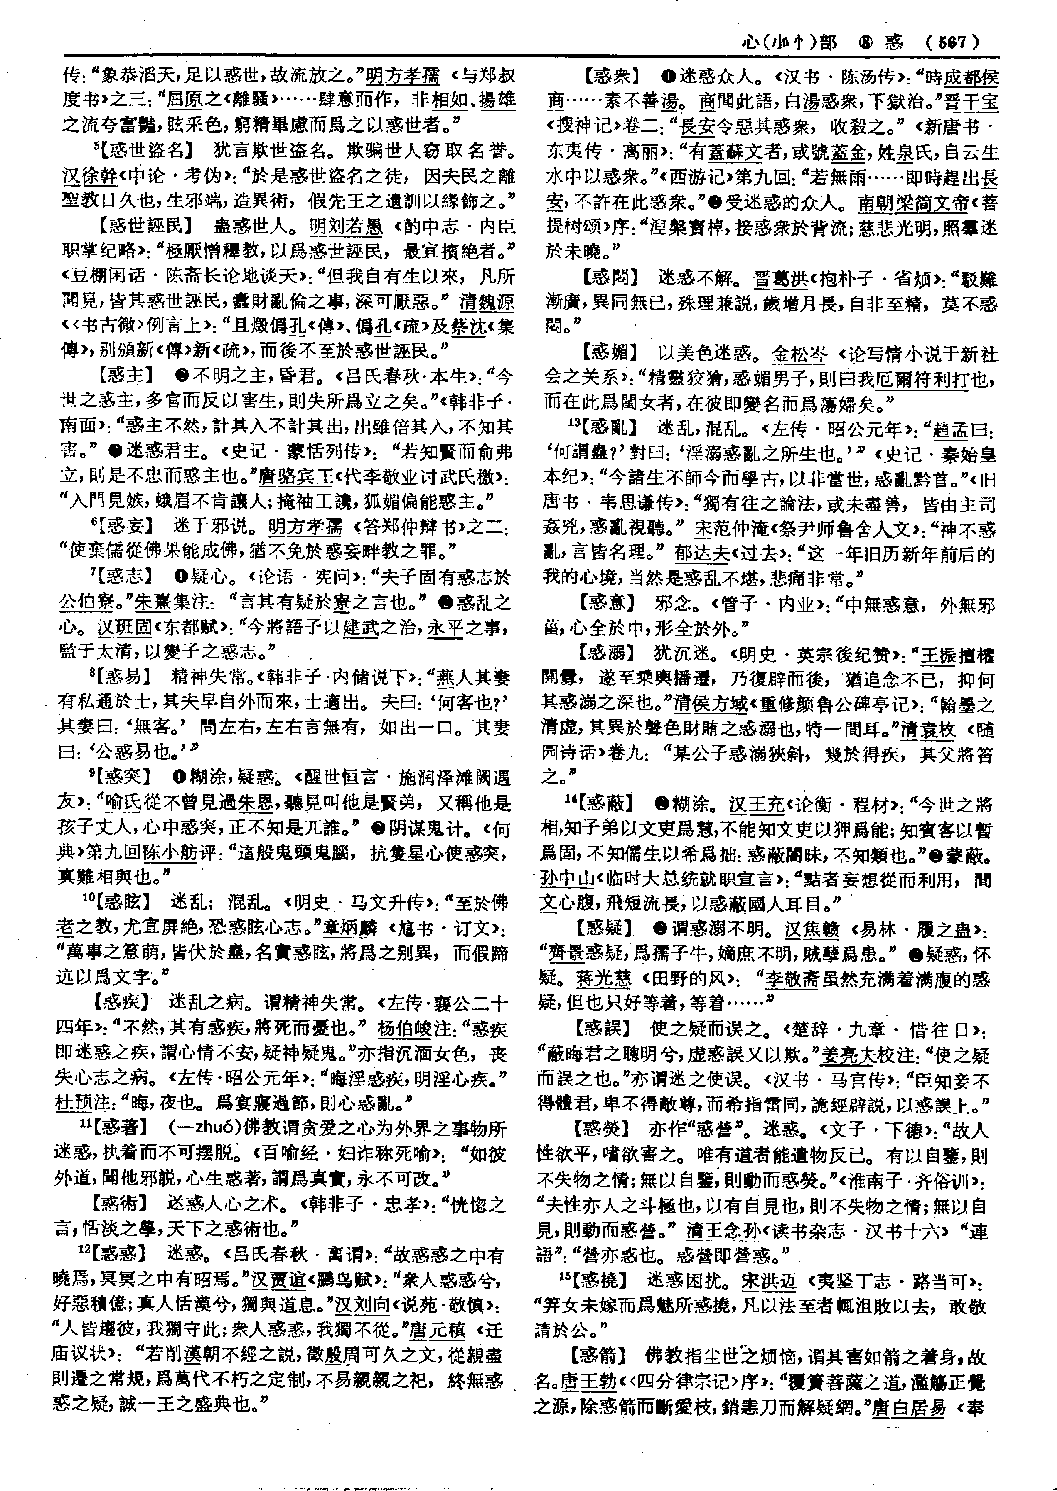 心(小忄)部　⑧ 惑　(567)
传：“象恭滔天，足以惑世，故流放之。”明方孝孺《与郑叔
度书》之三：“屈原之《離騷》……肆意而作，非相如、揚雄
之流夸富豔，眩采色，窮精畢慮而爲之以惑世者。”
5【惑世盗名】　犹言欺世盗名。欺骗世人窃取名誉。
汉徐幹《中论·考伪》：“於是惑世盜名之徒，因夫民之離
聖教日久也，生邪端，造異術，假先王之遺訓以緣飾之。”
【惑世誣民】　蛊惑世人。明刘若愚《酌中志·内臣
职掌纪略》：“極厭憎釋教，以爲惑世誣民，最宜擯絶者。”
《豆棚闲话·陈斋长论地谈天》：“但我自有生以來，凡所
聞見，皆其惑世誣民，蠹財亂倫之事，深可厭惡。”清魏源
《〈书古微〉例言上》：“且燬僞孔《傳》、僞孔《疏》及蔡沈《集
傳》，别頒新《傳》新《疏》，而後不至於惑世誣民。”
【惑主】　❶不明之主，昏君。《吕氏春秋·本生》：“今
世之惑主，多官而反以害生，則失所爲立之矣。”《韩非子·
南面》：“惑主不然，計其入不計其出，出雖倍其入，不知其
害。”❷迷惑君主。《史记·蒙恬列传》：“若知賢而俞弗
立，則是不忠而惑主也。”唐骆宾王《代李敬业讨武氏檄》：
“入門見嫉，蛾眉不肯讓人；掩袖工讒，狐媚偏能惑主。”
6【惑妄】　迷于邪说。明方孝孺《答郑仲辩书》之二：
“使棄儒從佛果能成佛，猶不免於惑妄畔教之罪。”
7【惑志】　❶疑心。《论语·宪问》：“夫子固有惑志於
公伯寮。”朱熹集注：“言其有疑於寮之言也。”❷惑乱之
心。汉班固《东都赋》：“今將語子以建武之治，永平之事，
監于太清，以變子之惑志。”
8【惑易】　精神失常。《韩非子·内储说下》：“燕人其妻
有私通於士，其夫早自外而來，士適出。夫曰：‘何客也？’
其妻曰：‘無客。’問左右，左右言無有，如出一口。其妻
曰：‘公惑易也。’”
9【惑突】　❶糊涂，疑惑。《醒世恒言·施润泽滩阙遇
友》：“喻氏從不曾見過朱恩，聽見叫他是賢弟，又稱他是
孩子丈人，心中惑突，正不知是兀誰。”❷阴谋鬼计。《何
典》第九回陈小舫评：“這般鬼頭鬼腦，抗隻星心使惑突，
真難相與也。”
10【惑眩】　迷乱；混乱。《明史·马文升传》：“至於佛
老之教，尤宜屏絶，恐惑眩心志。”章炳麟《訄书·订文》：
“萬事之意萌，皆伏於蠱，名實惑眩，將爲之别異，而假蹏
迒以爲文字。”
【惑疾】　迷乱之病。谓精神失常。《左传·襄公二十
四年》：“不然，其有惑疾，將死而憂也。”杨伯峻注：“惑疾
即迷惑之疾，謂心情不安，疑神疑鬼。”亦指沉湎女色，丧
失心志之病。《左传·昭公元年》：“晦淫惑疾，明淫心疾。”
杜预注：“晦，夜也。爲宴寢過節，則心惑亂。”
11【惑著】　(—zhuó)佛教谓贪爱之心为外界之事物所
迷惑，执着而不可摆脱。《百喻经·妇诈称死喻》：“如彼
外道，聞他邪説，心生惑著，謂爲真實，永不可改。”
【惑術】　迷惑人心之术。《韩非子·忠孝》：“恍惚之
言，恬淡之學，天下之惑術也。”
12【惑惑】　迷惑。《吕氏春秋·离谓》：“故惑惑之中有
曉焉，冥冥之中有昭焉。”汉贾谊《鵩鸟赋》：“衆人惑惑兮，
好惡積億；真人恬漠兮，獨與道息。”汉刘向《说苑·敬慎》：
“人皆趨彼，我獨守此；衆人惑惑，我獨不從。”唐元稹《迁
庙议状》：“若削漢朝不經之説，徵殷周可久之文，從親盡
則遷之常規，爲萬代不朽之定制，不易親親之祀，終無惑
惑之疑，誠一王之盛典也。”
【惑衆】　❶迷惑众人。《汉书·陈汤传》：“時成都侯
商……素不善湯。商聞此語，白湯惑衆，下獄治。”晋干宝
《搜神记》卷二：“長安令惡其惑衆，收殺之。”《新唐书·
东夷传·高丽》：“有蓋蘇文者，或號蓋金，姓泉氏，自云生
水中以惑衆。”《西游记》第九回：“若無雨……即時趕出長
安，不許在此惑衆。”❷受迷惑的众人。南朝梁简文帝《菩
提树颂》序：“湼槃寶棹，接惑衆於背流；慈悲光明，照羣迷
於未曉。”
【惑悶】　迷惑不解。晋葛洪《抱朴子·省烦》：“駁難
漸廣，異同無已，殊理兼説，歲增月長，自非至精，莫不惑
悶。”
【惑媚】　以美色迷惑。金松岑《论写情小说于新社
会之关系》：“精靈狡獪，惑媚男子，則曰我厄爾符利打也，
而在此爲閨女者，在彼即變名而爲蕩婦矣。”
13【惑亂】　迷乱，混乱。《左传·昭公元年》：“趙孟曰：
‘何謂蠱？’對曰：‘淫溺惑亂之所生也。’”《史记·秦始皇
本纪》：“今諸生不師今而學古，以非當世，惑亂黔首。”《旧
唐书·韦思谦传》：“獨有往之論法，或未盡善，皆由主司
姦兇，惑亂視聽。”宋范仲淹《祭尹师鲁舍人文》：“神不惑
亂，言皆名理。”郁达夫《过去》：“这一年旧历新年前后的
我的心境，当然是惑乱不堪，悲痛非常。”
【惑意】　邪念。《管子·内业》：“中無惑意，外無邪
菑，心全於中，形全於外。”
【惑溺】　犹沉迷。《明史·英宗後纪赞》：“王振擅權
開釁，遂至乘輿播遷，乃復辟而後，猶追念不已，抑何
其惑溺之深也。”清侯方域《重修颜鲁公碑亭记》：“翰墨之
清虚，其異於聲色財賄之惑溺也，特一間耳。”清袁枚《随
园诗话》卷九：“某公子惑溺狹斜，幾於得疾，其父將笞
之。”
14【惑蔽】　❶糊涂。汉王充《论衡·程材》：“今世之將
相，知子弟以文吏爲慧，不能知文吏以狎爲能；知賓客以暫
爲固，不知儒生以希爲拙：惑蔽闇昧，不知類也。”❷蒙蔽。
孙中山《临时大总统就职宣言》：“黠者妄想從而利用，聞
文心腹，飛短流長，以惑蔽國人耳目。”
【惑疑】　❶谓惑溺不明。汉焦赣《易林·履之蛊》：
“齊景惑疑，爲孺子牛，嫡庶不明，賊孽爲患。”❷疑惑，怀
疑。蒋光慈《田野的风》：“李敬斋虽然充满着满腹的惑
疑，但也只好等着，等着……”
【惑誤】　使之疑而误之。《楚辞·九章·惜往日》：
“蔽晦君之聰明兮，虚惑誤又以欺。”姜亮夫校注：“使之疑
而誤之也。”亦谓迷之使误。《汉书·马宫传》：“臣知妾不
得體君，卑不得敵尊，而希指雷同，詭經辟説，以惑誤上。”
【惑熒】　亦作“惑營”。迷惑。《文子·下德》：“故人
性欲平，嗜欲害之。唯有道者能遺物反己。有以自鑒，則
不失物之情；無以自鑒，則動而惑熒。”《淮南子·齐俗训》：
“夫性亦人之斗極也，以有自見也，則不失物之情；無以自
見，則動而惑營。”清王念孙《读书杂志·汉书十六》“連
語”：“營亦惑也。惑營即營惑。”
15【惑撓】　迷惑困扰。宋洪迈《夷坚丁志·路当可》：
“笄女未嫁而爲魅所惑撓，凡以法至者輒沮敗以去，敢敬
請於公。”
【惑箭】　佛教指尘世之烦恼，谓其害如箭之著身，故
名。唐王勃《〈四分律宗记〉序》：“覆簣菩薩之道，濫觴正覺
之源，除惑箭而斷愛枝，銷恚刀而解疑網。”唐白居易《奉